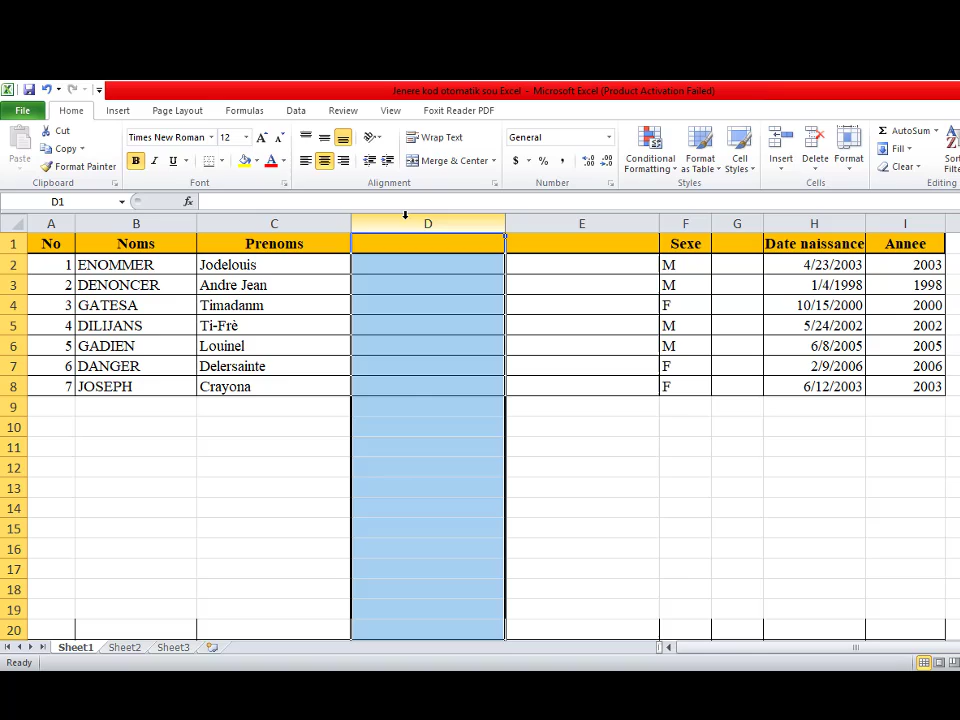 Jenere kod otomatik sou Excel - Microsoft Excel (Product Activation Failed)
File Home Insert Page Layout Formulas Data Review View Foxit Reader PDF
Paste Cut Copy Format Painter Clipboard
Times New Roman 12 B I U A Font
Wrap Text Merge & Center Alignment
General $ % , Number
Conditional Formatting Format as Table Cell Styles Styles
Insert Delete Format Cells
Σ AutoSum Fill Clear Editing
D1 fx
A B C D E F G H I
1 No Noms Prenoms Sexe Date naissance Annee
2 1 ENOMMER Jodelouis M 4/23/2003 2003
3 2 DENONCER Andre Jean M 1/4/1998 1998
4 3 GATESA Timadanm F 10/15/2000 2000
5 4 DILIJANS Ti-Frè M 5/24/2002 2002
6 5 GADIEN Louinel M 6/8/2005 2005
7 6 DANGER Delersainte F 2/9/2006 2006
8 7 JOSEPH Crayona F 6/12/2003 2003
9
10
11
12
13
14
15
16
17
18
19
20
Sheet1 Sheet2 Sheet3
Ready